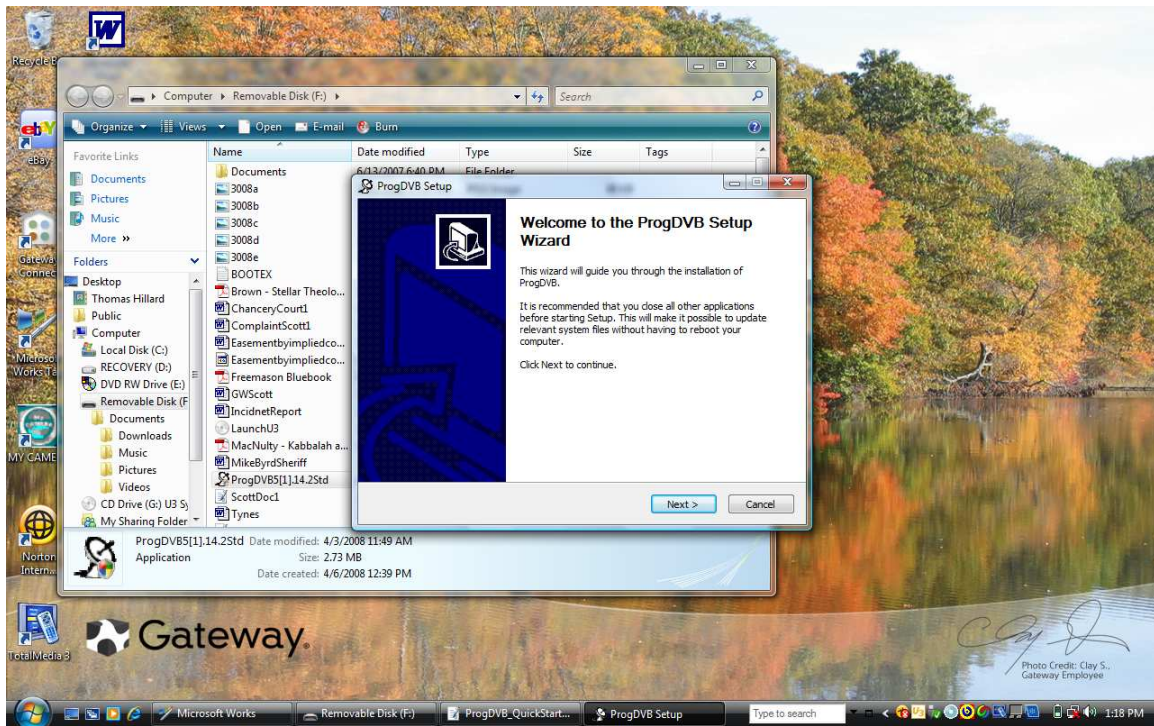 Recycle B
ProgDVB Setup
Computer ▸ Removable Disk (F:) ▸
Search
Organize
Views
Open
E-mail
Burn
eBay
Favorite Links
Documents
Pictures
Music
More »
Folders
Desktop
Thomas Hillard
Public
Computer
Local Disk (C:)
RECOVERY (D:)
DVD RW Drive (E:)
Removable Disk (F
Documents
Downloads
Music
Pictures
Videos
CD Drive (G:) U3 Sy
My Sharing Folder
Name
Date modified
Type
Size
Tags
Documents
6/13/2007 6:40 PM
File Folder
3008a
3008b
3008c
3008d
3008e
BOOTEX
Brown - Stellar Theolo...
ChanceryCourt1
ComplaintScott1
Easementbyimpliedco...
Easementbyimpliedco...
Freemason Bluebook
GWScott
IncidnetReport
LaunchU3
MacNulty - Kabbalah a...
MikeByrdSheriff
ProgDVB5[1].14.2Std
ScottDoc1
Tynes
Welcome to the ProgDVB Setup
Wizard
This wizard will guide you through the installation of
ProgDVB.
It is recommended that you close all other applications
before starting Setup. This will make it possible to update
relevant system files without having to reboot your
computer.
Click Next to continue.
Next >
Cancel
ProgDVB5[1].14.2Std Date modified: 4/3/2008 11:49 AM
Application Size: 2.73 MB
Date created: 4/6/2008 12:39 PM
Gatewa
Connec
Microso
Works Ta
MY GAME
Norton
Intern...
TotalMedia 3
Gateway.
Photo Credit: Clay S.,
Gateway Employee
Microsoft Works
Removable Disk (F:)
ProgDVB_QuickStart...
ProgDVB Setup
Type to search
1:18 PM